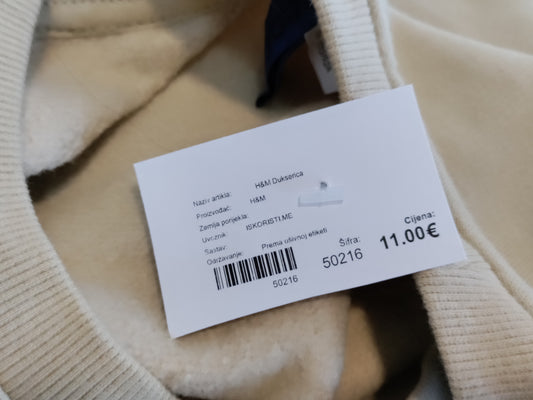 Naziv artikla: H&M Dukserica
Proizvođač: H&M
Zemlja porijekla:
Uvoznik: ISKORISTI.ME
Sastav:
Održavanje: Prema ušivnoj etiketi
50216
Šifra:
50216
Cijena:
11.00€